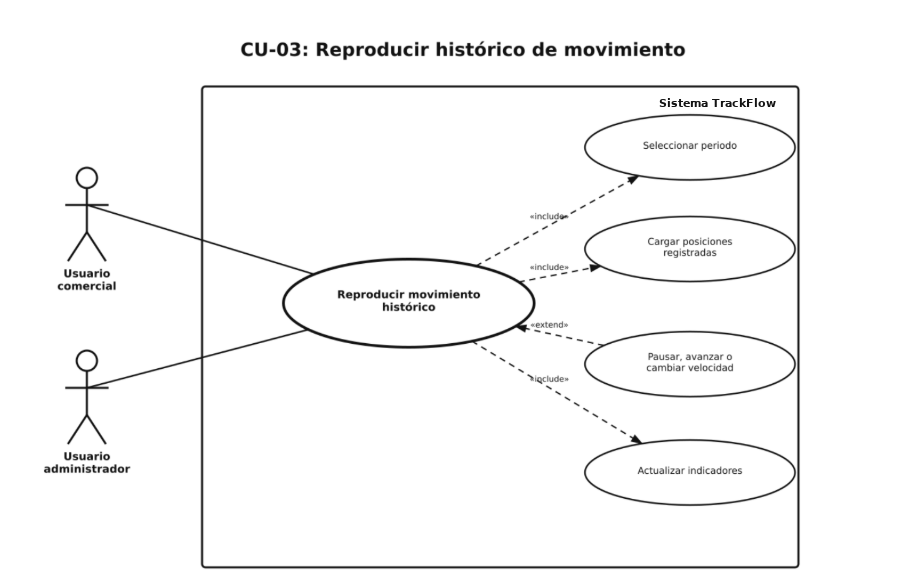 CU-03: Reproducir histórico de movimiento
Sistema TrackFlow
Seleccionar periodo
«include»
Cargar posiciones
registradas
«include»
Usuario
comercial
Reproducir movimiento
histórico
«extend»
Pausar, avanzar o
cambiar velocidad
«include»
Usuario
administrador
Actualizar indicadores